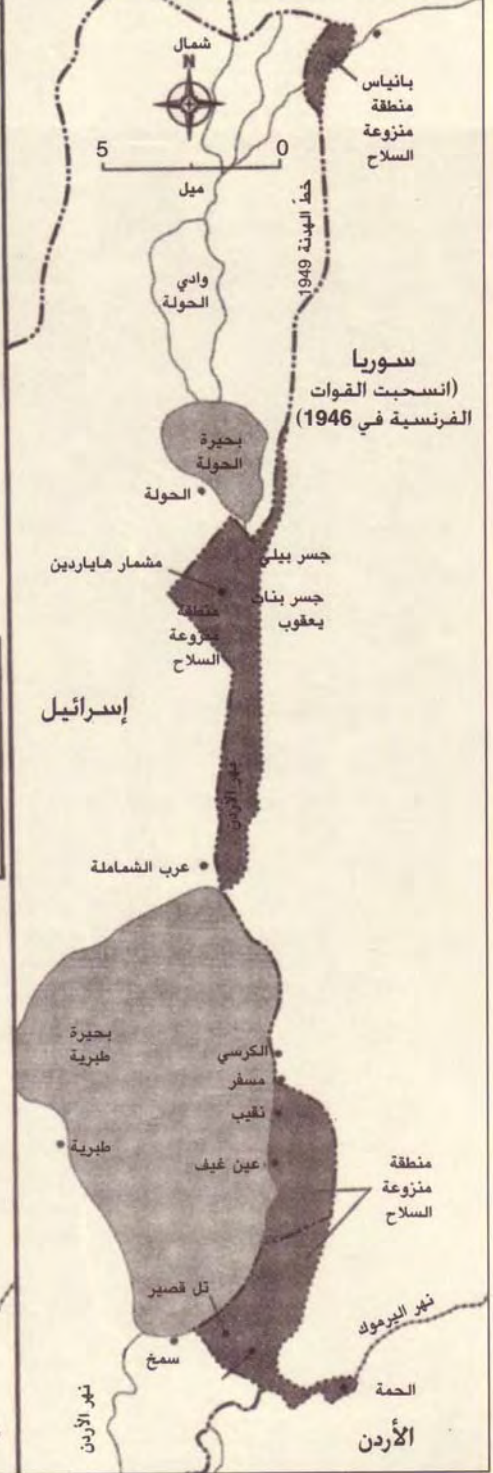 شمال
N
5
0
ميل
بانياس
منطقة
منزوعة
السلاح
خط الهدنة 1949
وادي
الحولة
سوريا
(انسحبت القوات
الفرنسية في 1946)
بحيرة
الحولة
الحولة
جسر بيلي
مشمار هاياردين
جسر بنات
يعقوب
منطقة
منزوعة
السلاح
إسرائيل
نهر الأردن
عرب الشمالملة
بحيرة
طبرية
الكرسي
مسفر
نقيب
طبرية
عين غيف
منطقة
منزوعة
السلاح
تل قصير
نهر اليرموك
سمخ
الحمة
نهر الأردن
الأردن